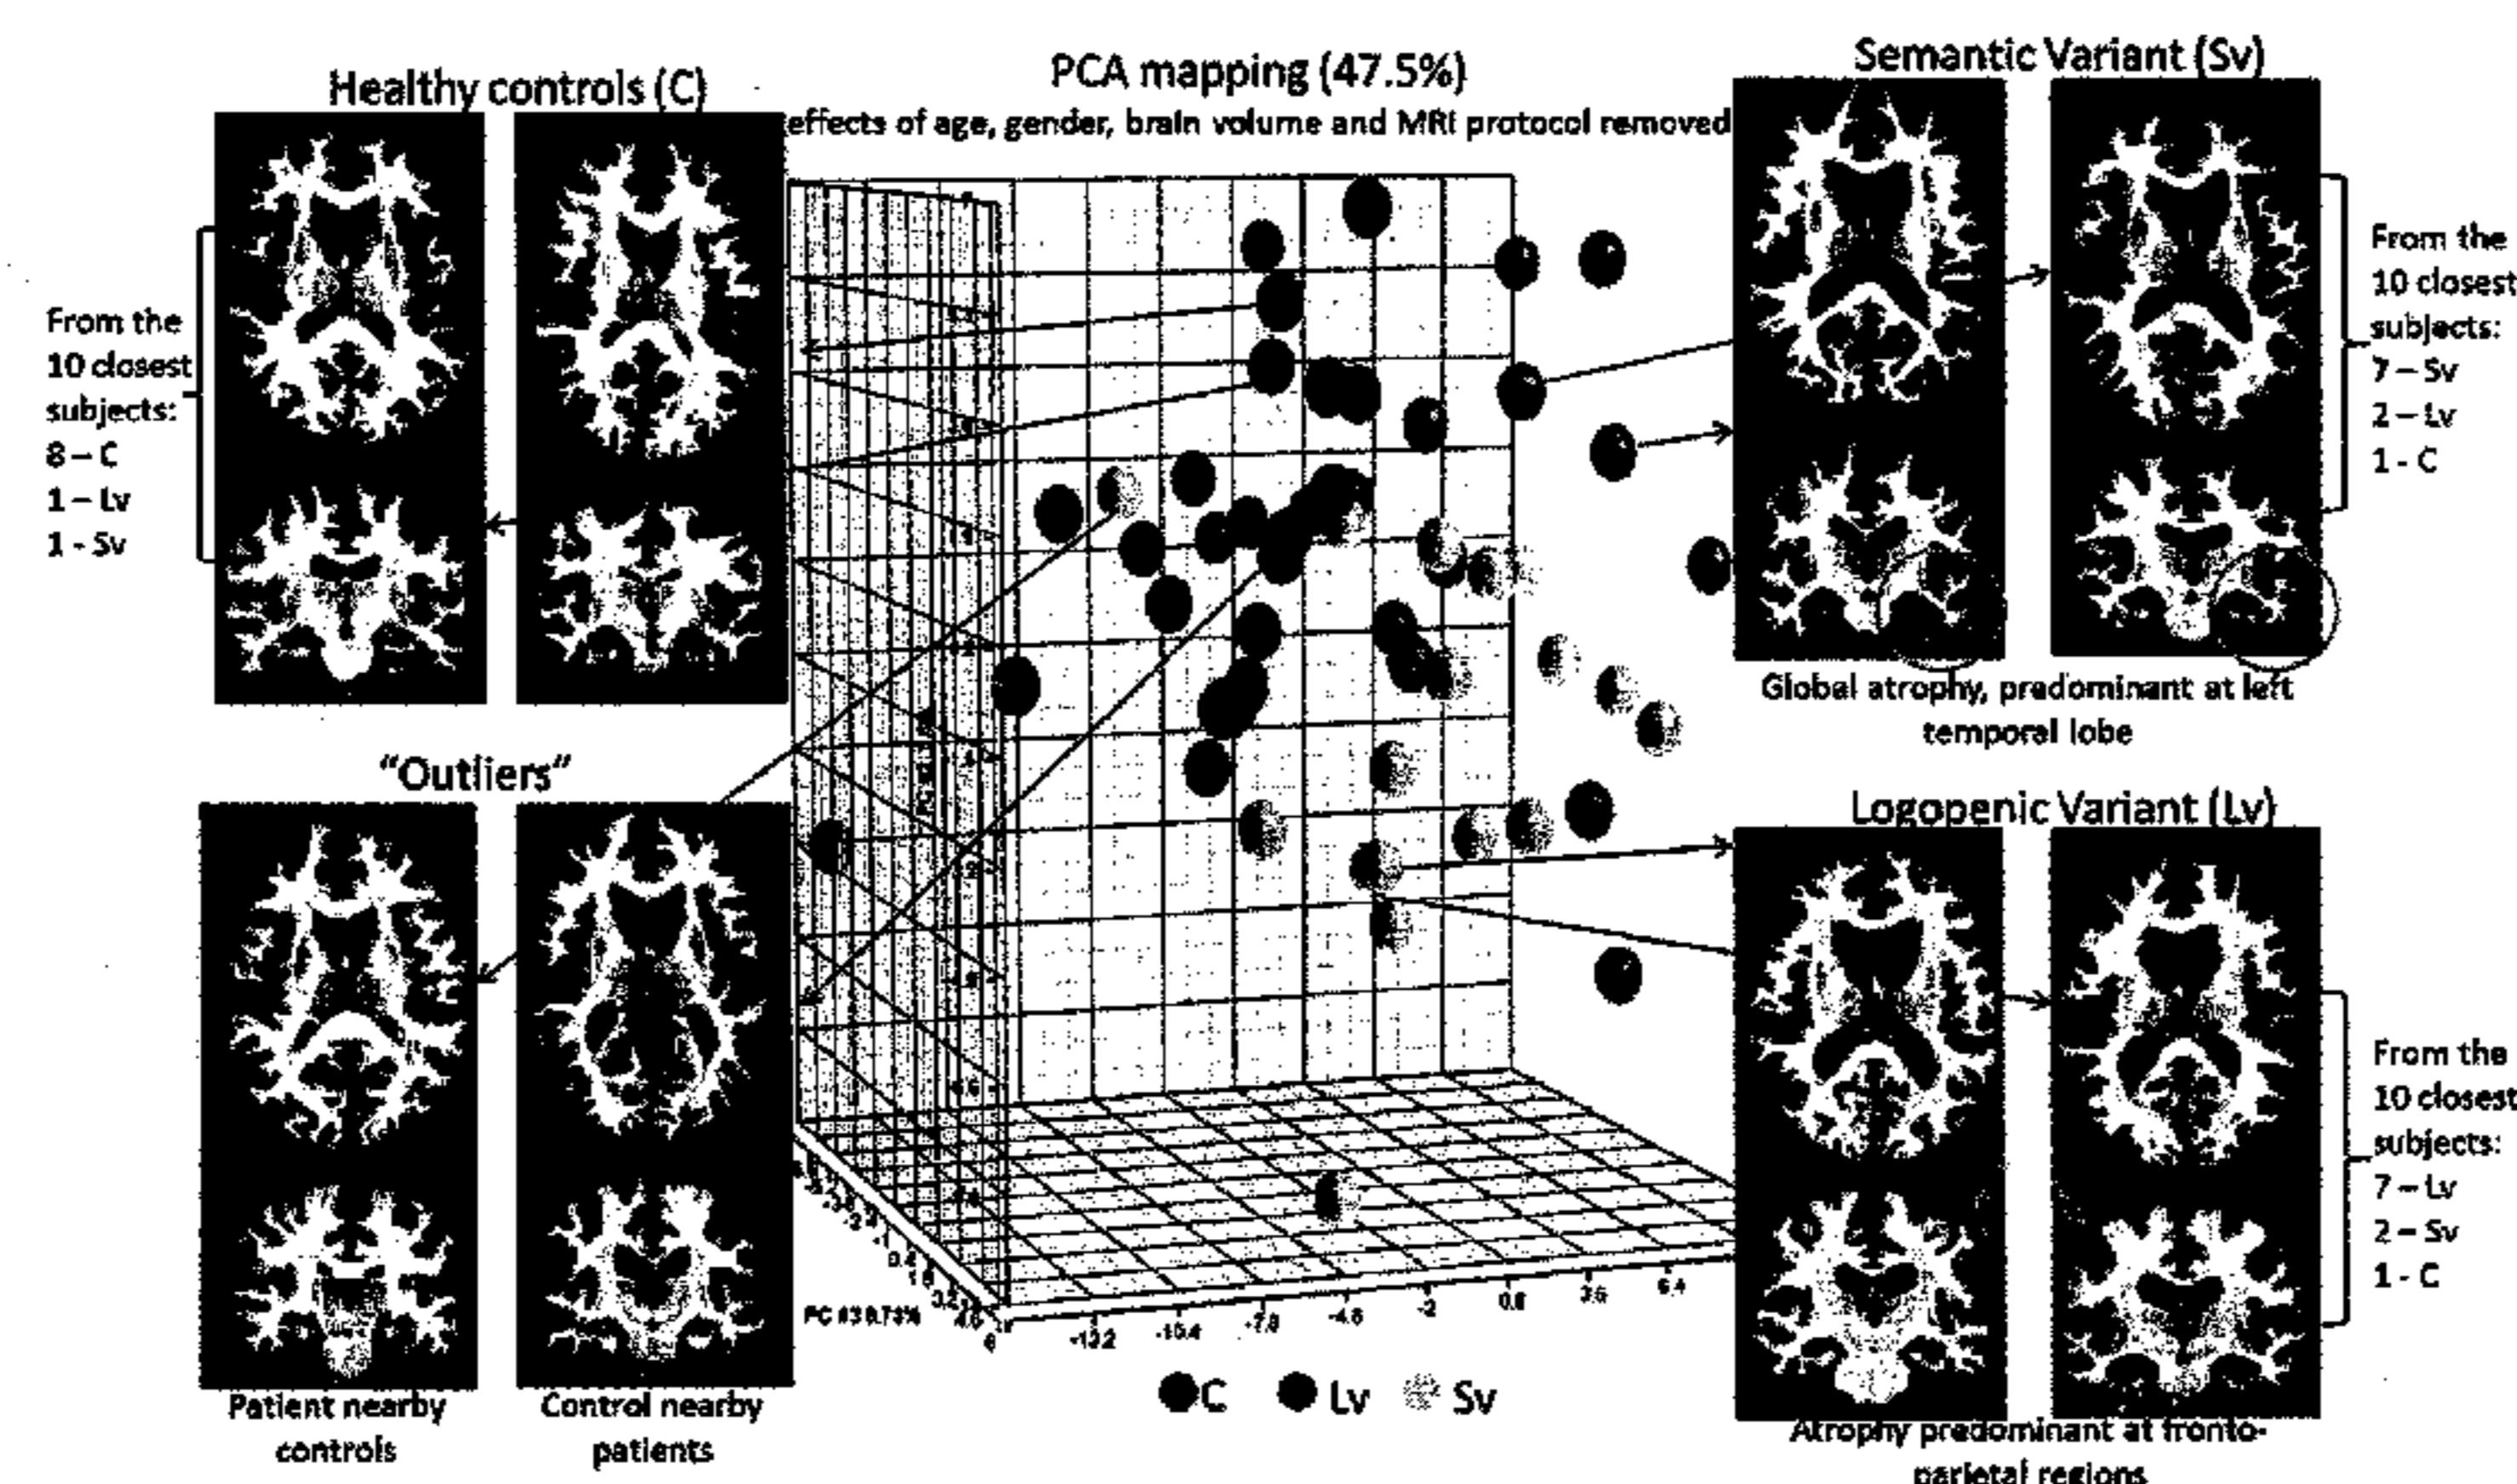 Healthy controls (C)
From the
10 closest
subjects:
8 – C
1 – Lv
1 - Sv
PCA mapping (47.5%)
effects of age, gender, brain volume and MRI protocol removed
Semantic Variant (Sv)
From the
10 closest
subjects:
7 – Sv
2 – Lv
1 - C
Global atrophy, predominant at left
temporal lobe
"Outliers"
Patient nearby
controls
Control nearby
patients
Logopenic Variant (Lv)
From the
10 closest
subjects:
7 – Lv
2 – Sv
1 - C
Atrophy predominant at fronto-
parietal regions
-13.2 -10.4 -4.8 -2 0.8 3.6 6.4
C Lv Sv